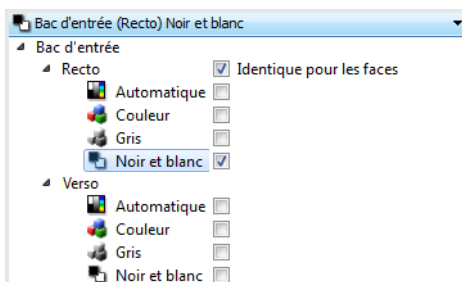 Bac d'entrée (Recto) Noir et blanc
Bac d'entrée
Recto Identique pour les faces
Automatique
Couleur
Gris
Noir et blanc
Verso
Automatique
Couleur
Gris
Noir et blanc